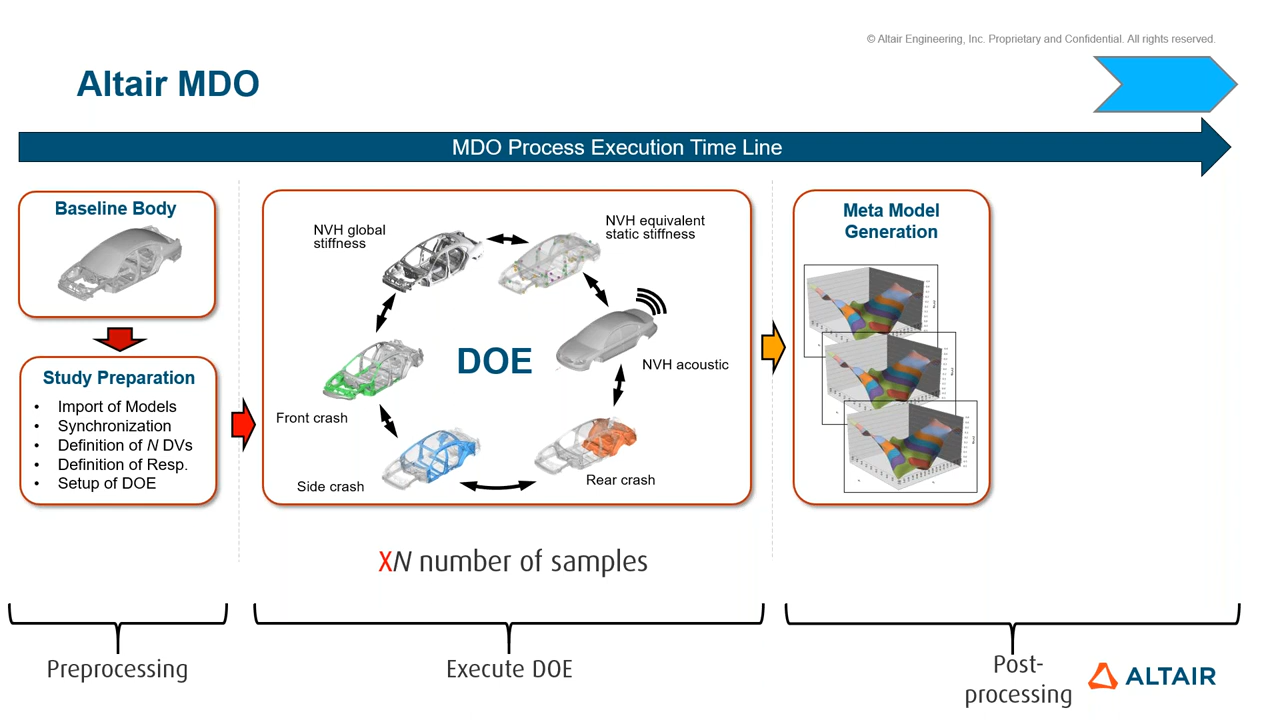 © Altair Engineering, Inc. Proprietary and Confidential. All rights reserved.
Altair MDO
MDO Process Execution Time Line
Baseline Body
Study Preparation
• Import of Models
• Synchronization
• Definition of N DVs
• Definition of Resp.
• Setup of DOE
NVH global
stiffness
NVH equivalent
static stiffness
DOE
NVH acoustic
Front crash
Side crash
Rear crash
Meta Model
Generation
XN number of samples
Preprocessing
Execute DOE
Post-
processing
ALTAIR